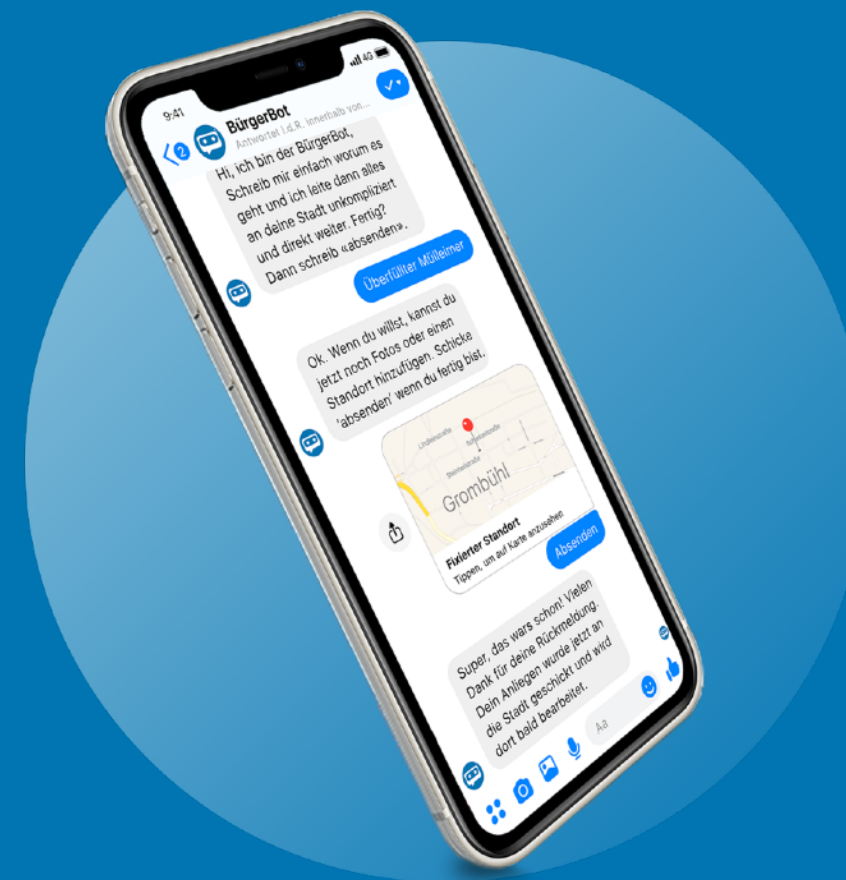 9:41
4G
2
BürgerBot
Antwortet i.d.R. innerhalb von...
Hi, ich bin der BürgerBot,
Schreib mir einfach worum es
geht und ich leite dann alles
an deine Stadt unkompliziert
und direkt weiter. Fertig?
Dann schreib «absenden».
Überfüllter Mülleimer
Ok. Wenn du willst, kannst du
jetzt noch Fotos oder einen
Standort hinzufügen. Schicke
'absenden' wenn du fertig bist.
Lindleinstraße
Steinheilstraße
Grombühl
Fixierter Standort
Tippen, um auf Karte anzusehen
Absenden
Super, das wars schon! Vielen
Dank für deine Rückmeldung.
Dein Anliegen wurde jetzt an
die Stadt geschickt und wird
dort bald bearbeitet.
Aa